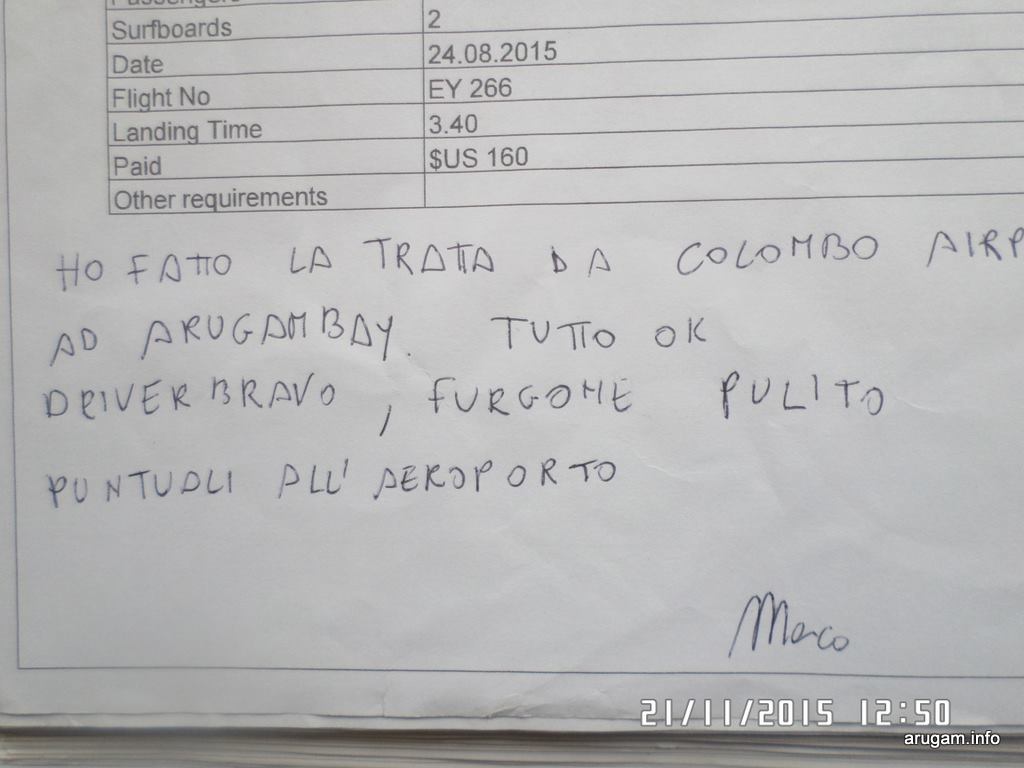 Surfboards 2
Date 24.08.2015
Flight No EY 266
Landing Time 3.40
Paid $US 160
Other requirements
HO FATTO LA TRATTA DA COLOMBO AIRP
AD ARUGAMBAY. TUTTO OK
DRIVER BRAVO, FURGONE PULITO
PUNTUALI ALL' AEROPORTO
Marco
21/11/2015 12:50
arugam.info